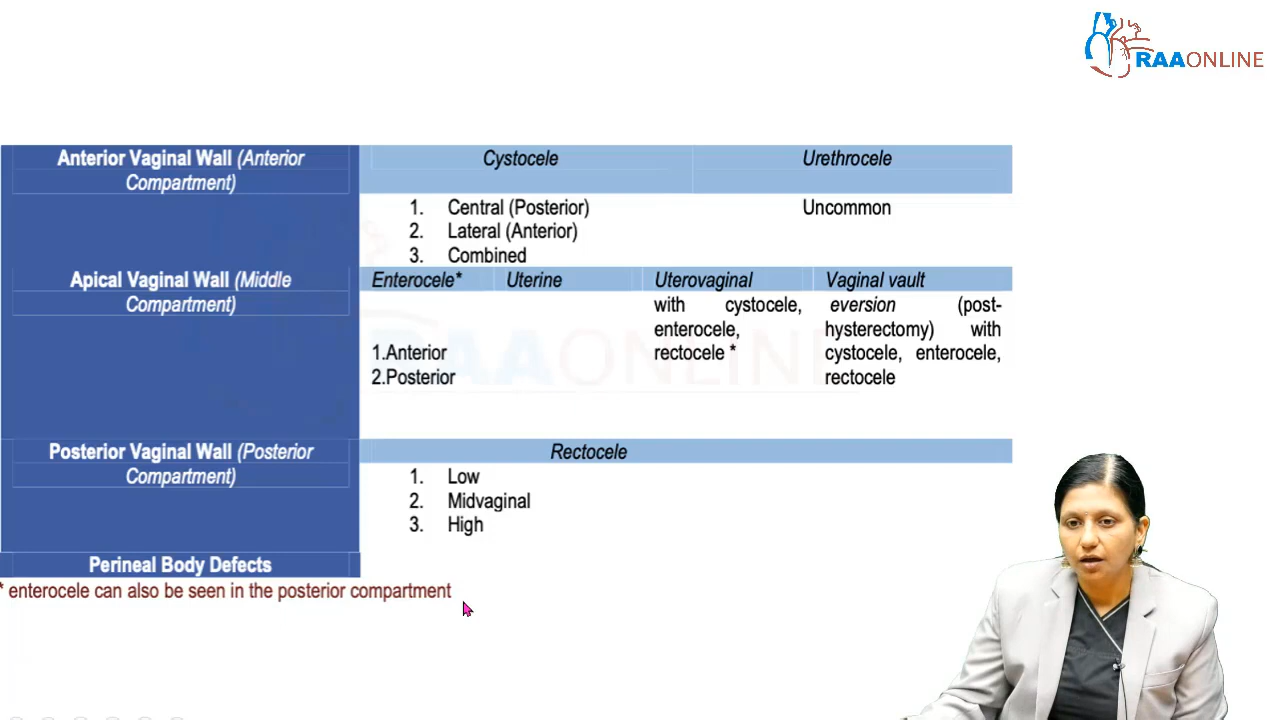 RAAONLINE
Anterior Vaginal Wall (Anterior Compartment)
Cystocele
Urethrocele
1. Central (Posterior)
2. Lateral (Anterior)
3. Combined
Uncommon
Apical Vaginal Wall (Middle Compartment)
Enterocele*
Uterine
Uterovaginal
Vaginal vault
1.Anterior
2.Posterior
with cystocele,
enterocele,
rectocele *
eversion (post-
hysterectomy) with
cystocele, enterocele,
rectocele
Posterior Vaginal Wall (Posterior Compartment)
Rectocele
1. Low
2. Midvaginal
3. High
Perineal Body Defects
* enterocele can also be seen in the posterior compartment